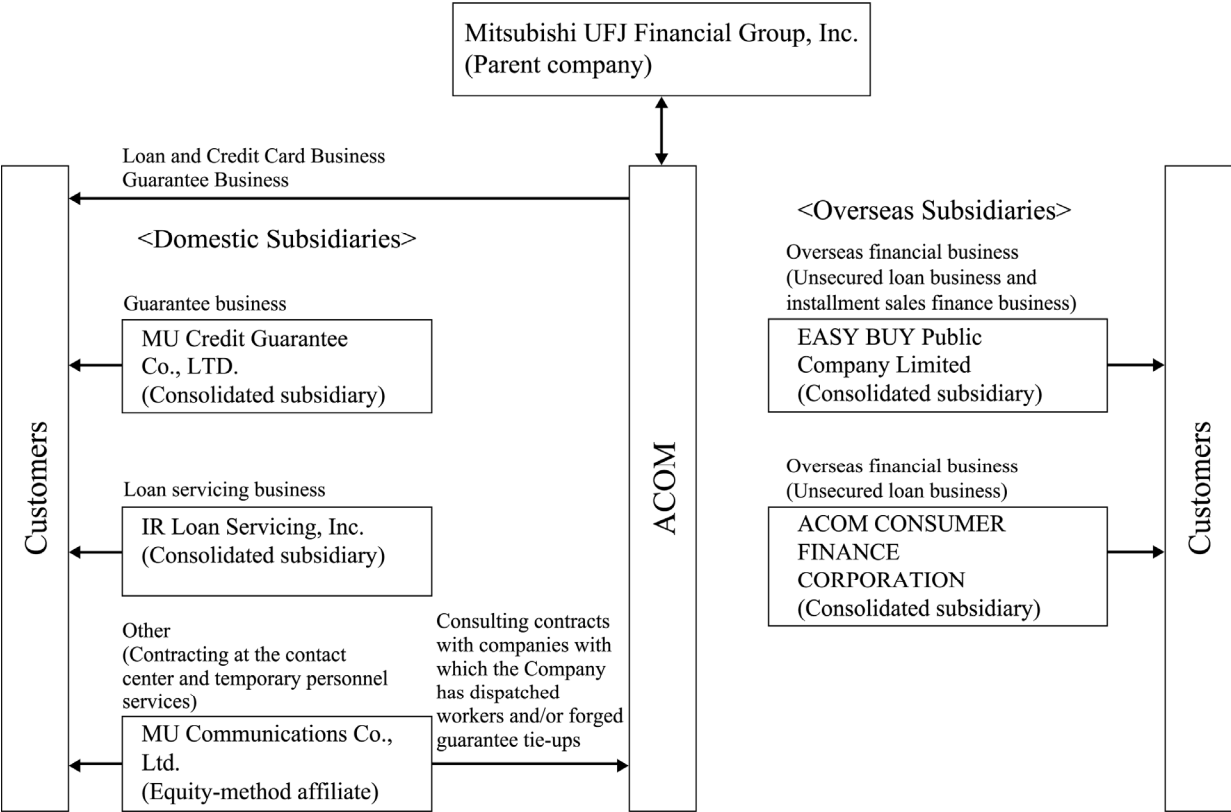 Mitsubishi UFJ Financial Group, Inc.
(Parent company)
Loan and Credit Card Business
Guarantee Business
<Domestic Subsidiaries>
Guarantee business
MU Credit Guarantee
Co., LTD.
(Consolidated subsidiary)
Loan servicing business
IR Loan Servicing, Inc.
(Consolidated subsidiary)
Other
(Contracting at the contact
center and temporary personnel
services)
MU Communications Co.,
Ltd.
(Equity-method affiliate)
Consulting contracts
with companies with
which the Company
has dispatched
workers and/or forged
guarantee tie-ups
Customers
ACOM
<Overseas Subsidiaries>
Overseas financial business
(Unsecured loan business and
installment sales finance business)
EASY BUY Public
Company Limited
(Consolidated subsidiary)
Overseas financial business
(Unsecured loan business)
ACOM CONSUMER
FINANCE
CORPORATION
(Consolidated subsidiary)
Customers